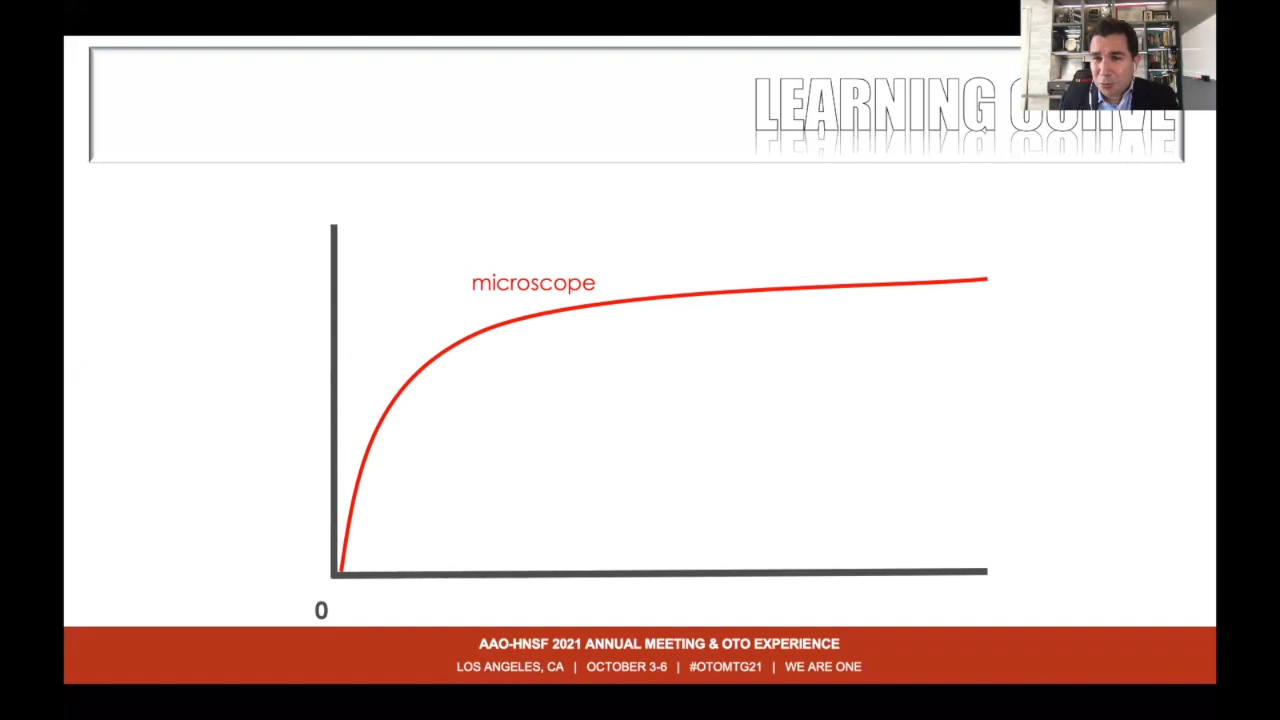 LEARNING CURVE
microscope
0
AAO-HNSF 2021 ANNUAL MEETING & OTO EXPERIENCE
LOS ANGELES, CA | OCTOBER 3-6 | #OTOMTG21 | WE ARE ONE